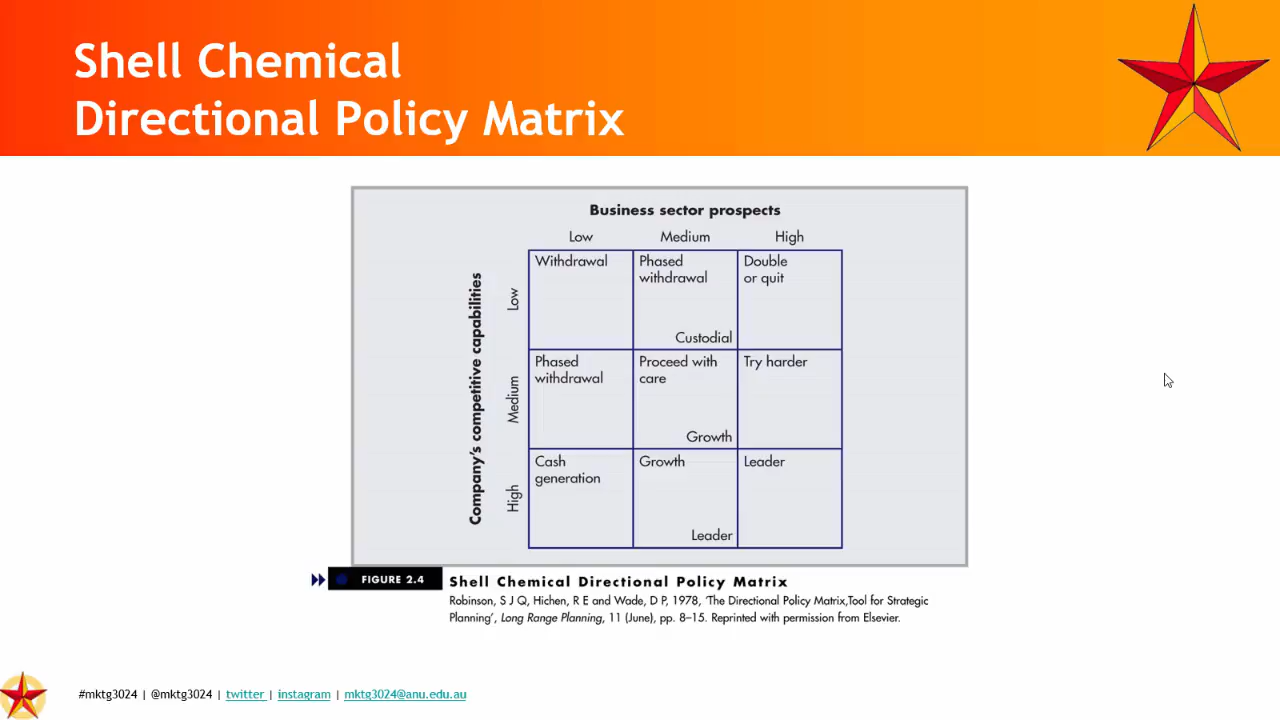 Shell Chemical
Directional Policy Matrix
Business sector prospects
Low Medium High
Company's competitive capabilities
Low
Withdrawal
Phased
withdrawal
Custodial
Double
or quit
Medium
Phased
withdrawal
Proceed with
care
Growth
Try harder
High
Cash
generation
Growth
Leader
Leader
FIGURE 2.4
Shell Chemical Directional Policy Matrix
Robinson, S J Q, Hichen, R E and Wade, D P, 1978, 'The Directional Policy Matrix,Tool for Strategic
Planning', Long Range Planning, 11 (June), pp. 8–15. Reprinted with permission from Elsevier.
#mktg3024 | @mktg3024 | twitter | instagram | mktg3024@anu.edu.au